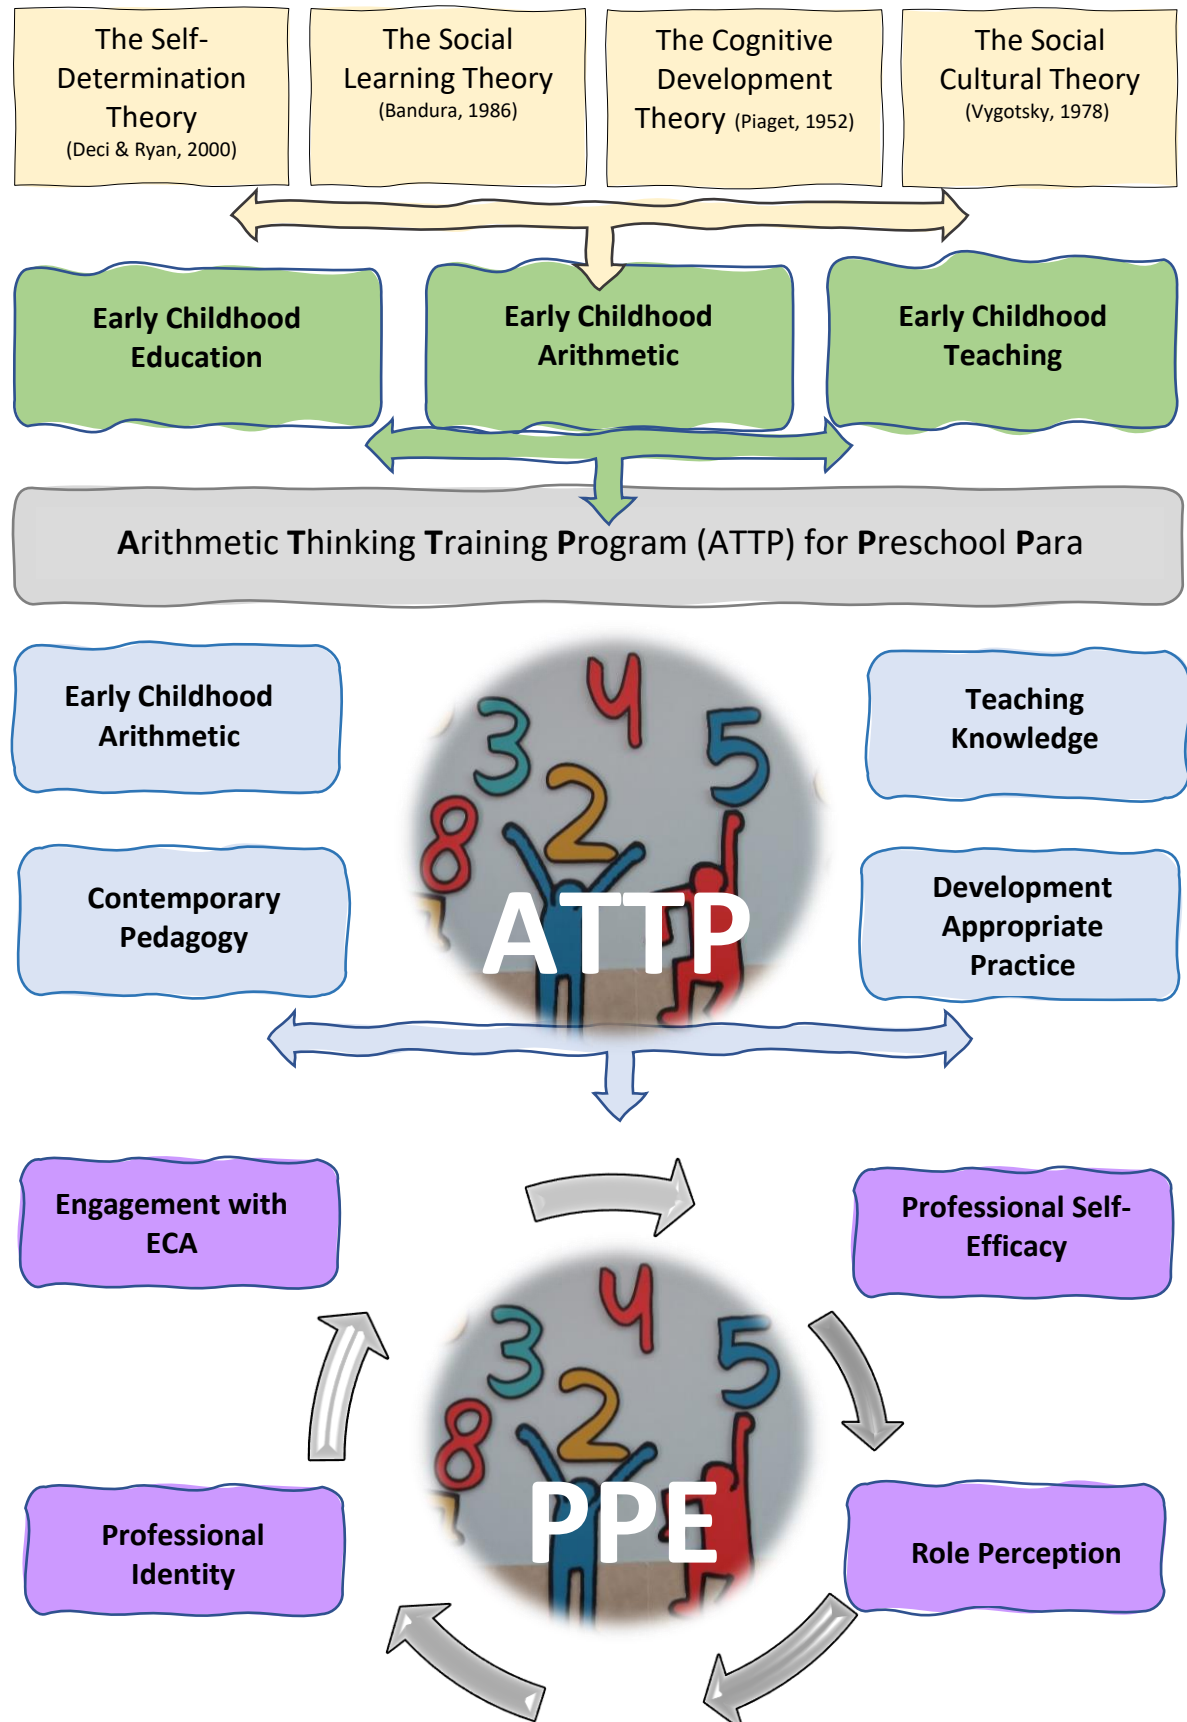 The Self-
Determination
Theory
(Deci & Ryan, 2000)
The Social
Learning Theory
(Bandura, 1986)
The Cognitive
Development
Theory (Piaget, 1952)
The Social
Cultural Theory
(Vygotsky, 1978)
Early Childhood
Education
Early Childhood
Arithmetic
Early Childhood
Teaching
Arithmetic Thinking Training Program (ATTP) for Preschool Para
Early Childhood
Arithmetic
Teaching
Knowledge
4
3
5
2
8
ATTP
Contemporary
Pedagogy
Development
Appropriate
Practice
Engagement with
ECA
Professional Self-
Efficacy
4
3
5
2
8
PPE
Professional
Identity
Role Perception